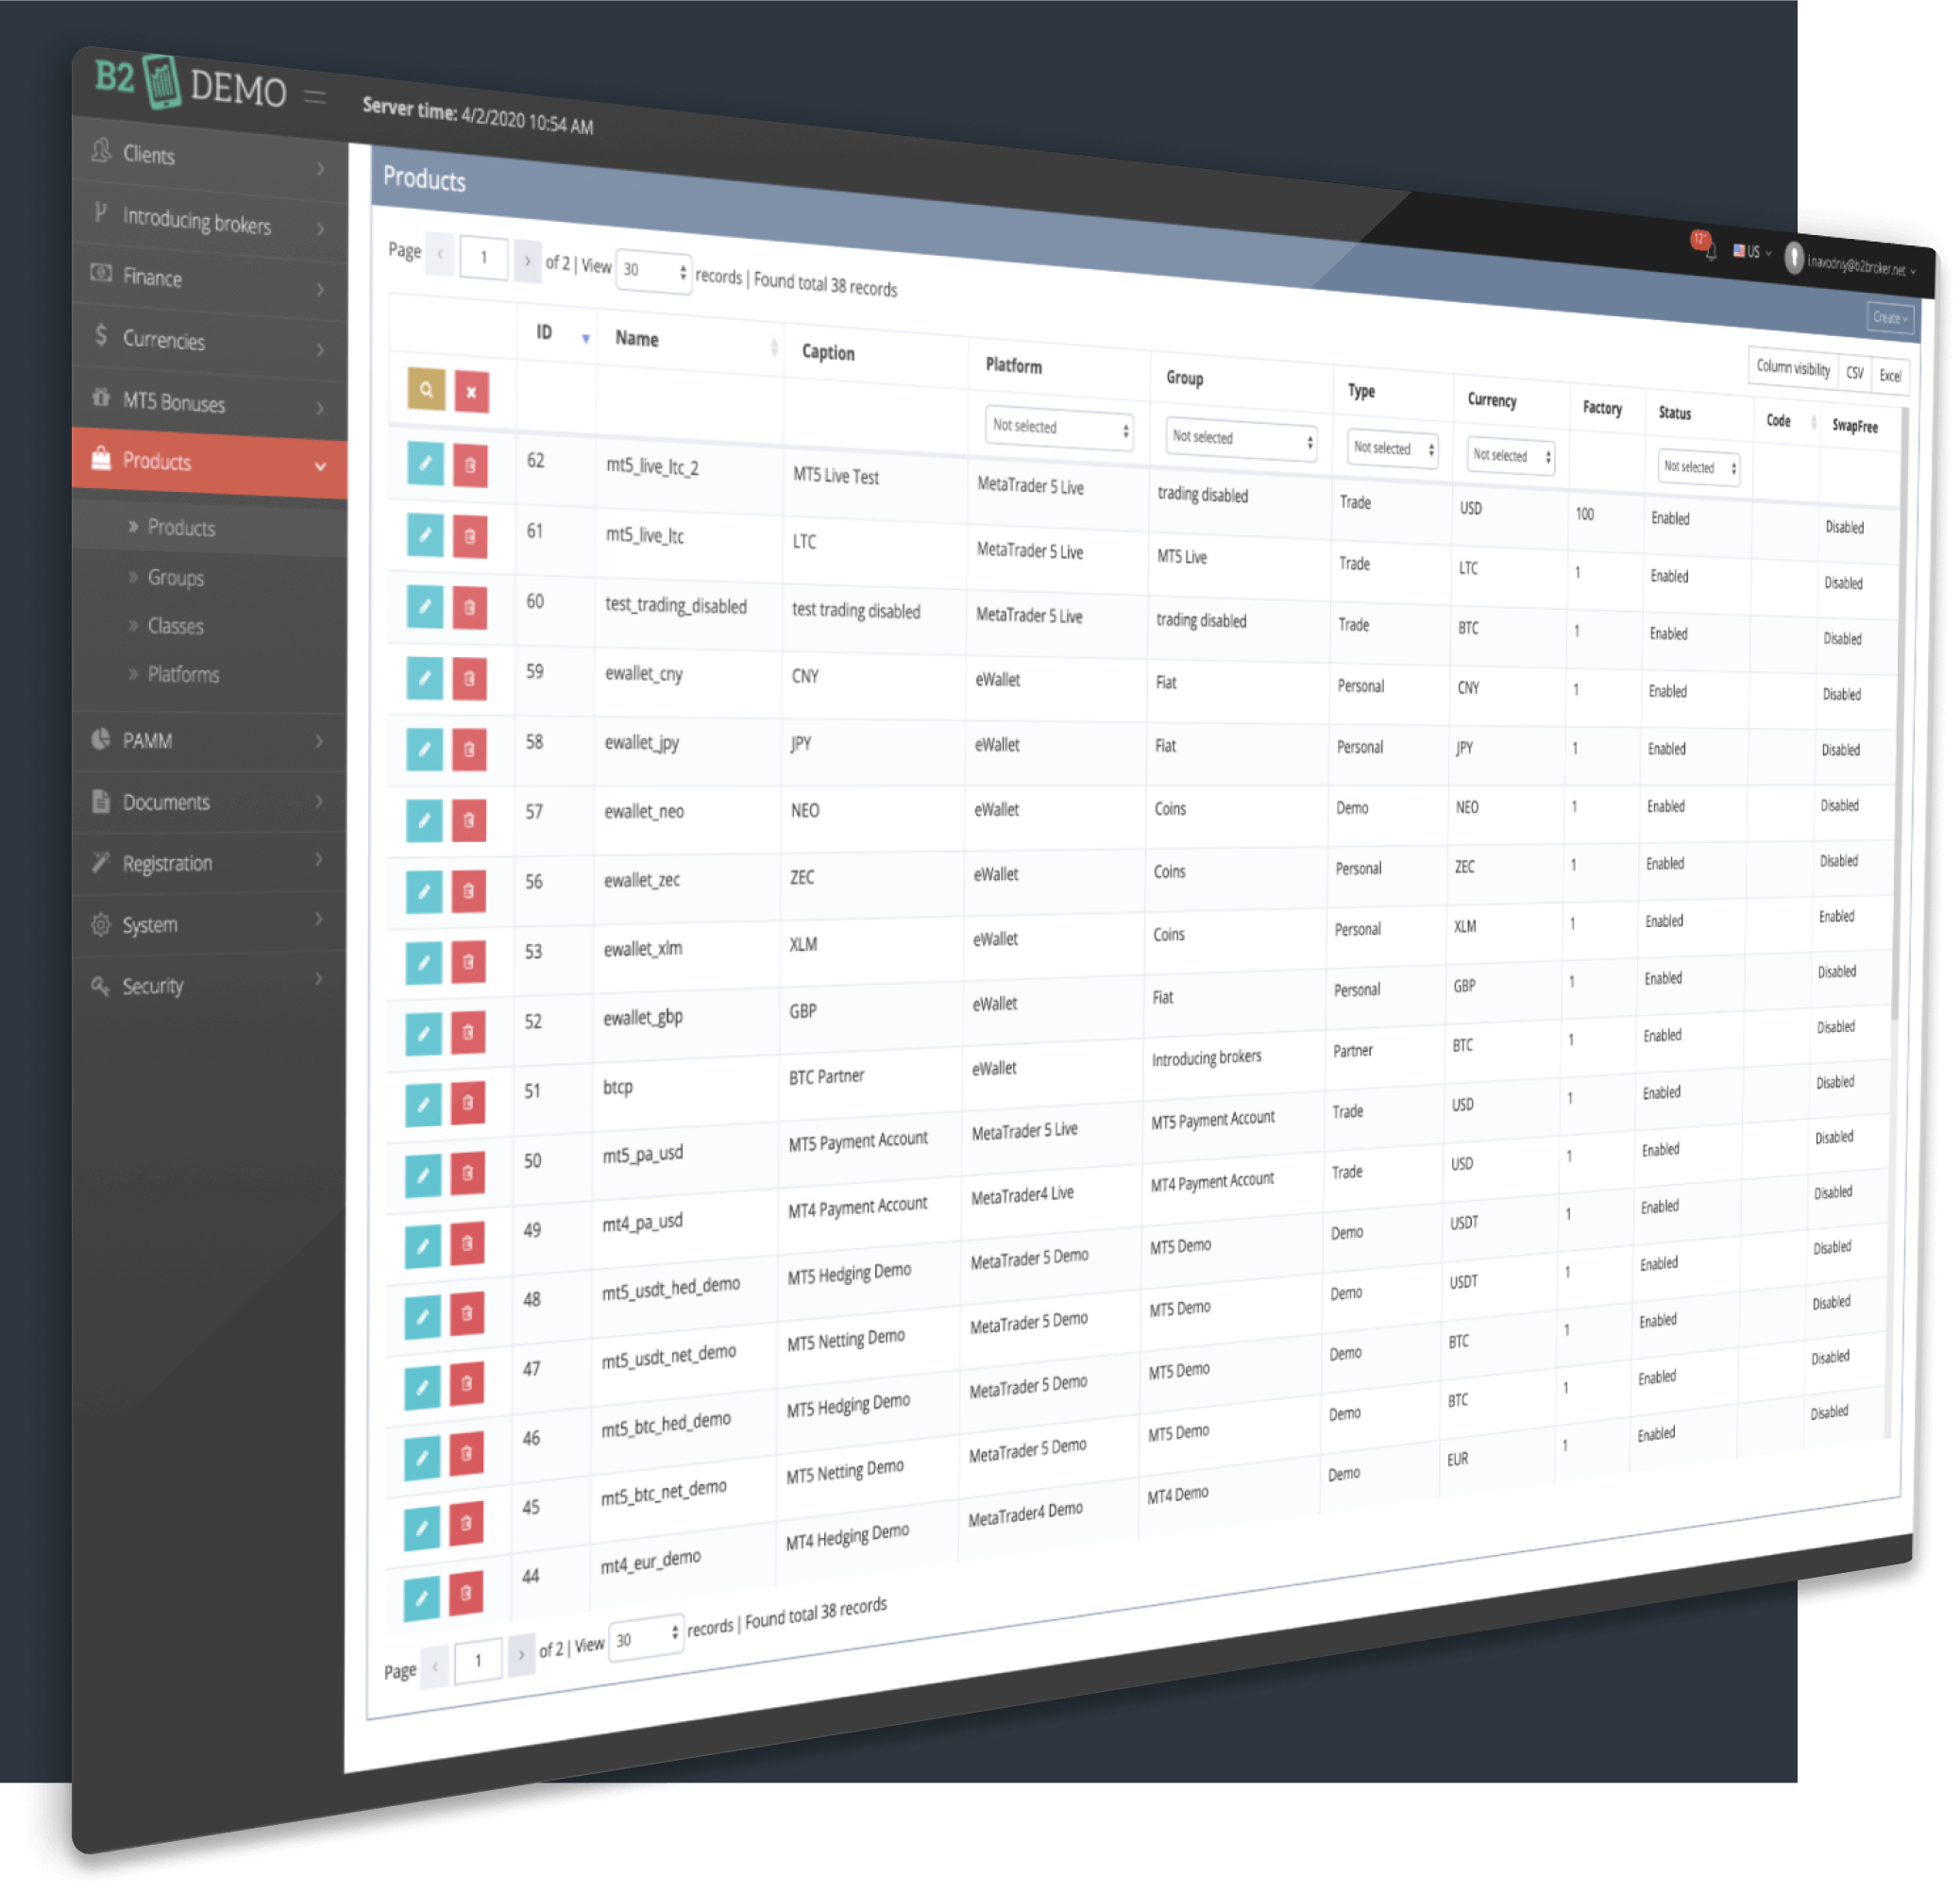 B2 DEMO
Server time: 4/2/2020 10:54 AM
US
i.navodniy@b2broker.net
Clients
Introducing brokers
Finance
Currencies
MT5 Bonuses
Products
Products
Groups
Classes
Platforms
PAMM
Documents
Registration
System
Security
Products
Create
Page 1 of 2 | View 30 records | Found total 38 records
Column visibility CSV Excel
ID Name Caption Platform Group Type Currency Factory Status Code SwapFree
Not selected Not selected Not selected Not selected Not selected
62 mt5_live_ltc_2 MT5 Live Test MetaTrader 5 Live trading disabled Trade USD 100 Enabled Disabled
61 mt5_live_ltc LTC MetaTrader 5 Live MT5 Live Trade LTC 1 Enabled Disabled
60 test_trading_disabled test trading disabled MetaTrader 5 Live trading disabled Trade BTC 1 Enabled Disabled
59 ewallet_cny CNY eWallet Fiat Personal CNY 1 Enabled Disabled
58 ewallet_jpy JPY eWallet Fiat Personal JPY 1 Enabled Disabled
57 ewallet_neo NEO eWallet Coins Demo NEO 1 Enabled Disabled
56 ewallet_zec ZEC eWallet Coins Personal ZEC 1 Enabled Disabled
53 ewallet_xlm XLM eWallet Coins Personal XLM 1 Enabled Enabled
52 ewallet_gbp GBP eWallet Fiat Personal GBP 1 Enabled Disabled
51 btcp BTC Partner eWallet Introducing brokers Partner BTC 1 Enabled Disabled
50 mt5_pa_usd MT5 Payment Account MetaTrader 5 Live MT5 Payment Account Trade USD 1 Enabled Disabled
49 mt4_pa_usd MT4 Payment Account MetaTrader4 Live MT4 Payment Account Trade USD 1 Enabled Disabled
48 mt5_usdt_hed_demo MT5 Hedging Demo MetaTrader 5 Demo MT5 Demo Demo USDT 1 Enabled Disabled
47 mt5_usdt_net_demo MT5 Netting Demo MetaTrader 5 Demo MT5 Demo Demo USDT 1 Enabled Disabled
46 mt5_btc_hed_demo MT5 Hedging Demo MetaTrader 5 Demo MT5 Demo Demo BTC 1 Enabled Disabled
45 mt5_btc_net_demo MT5 Netting Demo MetaTrader 5 Demo MT5 Demo Demo BTC 1 Enabled Disabled
44 mt4_eur_demo MT4 Hedging Demo MetaTrader4 Demo MT4 Demo Demo EUR 1 Enabled Disabled
Page 1 of 2 | View 30 records | Found total 38 records